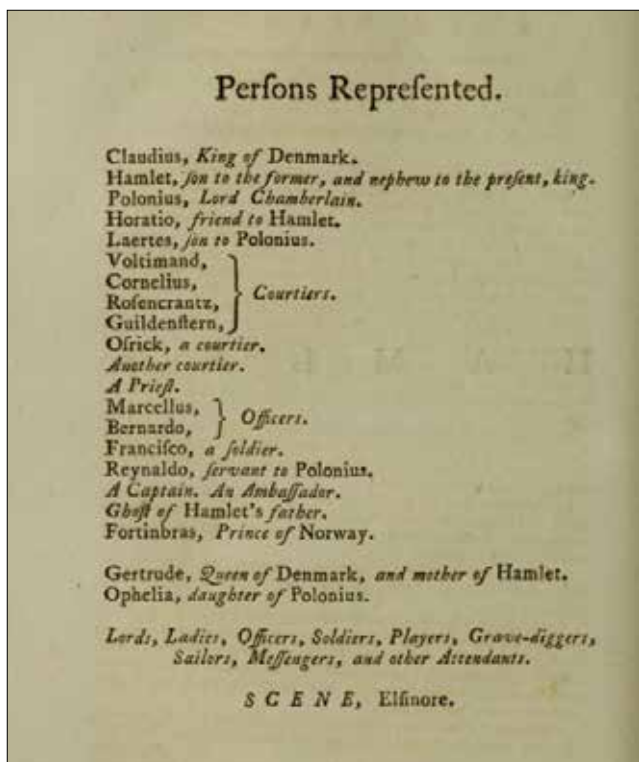 Perſons Repreſented.
Claudius, King of Denmark.
Hamlet, ſon to the former, and nephew to the preſent, king.
Polonius, Lord Chamberlain.
Horatio, friend to Hamlet.
Laertes, ſon to Polonius.
Voltimand,
Cornelius,
Roſencrantz,
Guildenſtern,
Courtiers.
Oſrick, a courtier.
Another courtier.
A Prieſt.
Marcellus,
Bernardo,
Officers.
Franciſco, a ſoldier.
Reynaldo, ſervant to Polonius.
A Captain. An Ambaſſador.
Ghoſt of Hamlet's father.
Fortinbras, Prince of Norway.
Gertrude, Queen of Denmark, and mother of Hamlet.
Ophelia, daughter of Polonius.
Lords, Ladies, Officers, Soldiers, Players, Grave-diggers,
Sailors, Meſſengers, and other Attendants.
SCENE, Elſinore.